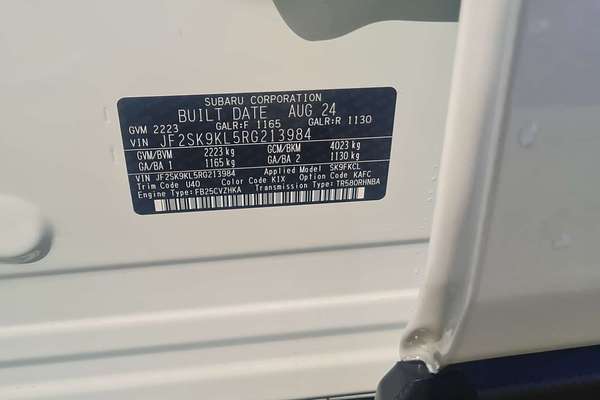 SUBARU CORPORATION
BUILT DATE AUG 24
GVM 2223 GALR:F 1165 GALR:R 1130
VIN JF2SK9KL5RG213984
GVM/BVM 2223 kg GCM/BKM 4023 kg
GA/BA 1 1165 kg GA/BA 2 1130 kg
VIN JF2SK9KL5RG213984 Applied Model SK9FKCL
Trim Code U40 Color Code K1X Option Code KAFC
Engine Type: FB25CVZHKA Transmission Type: TR580RHNBA